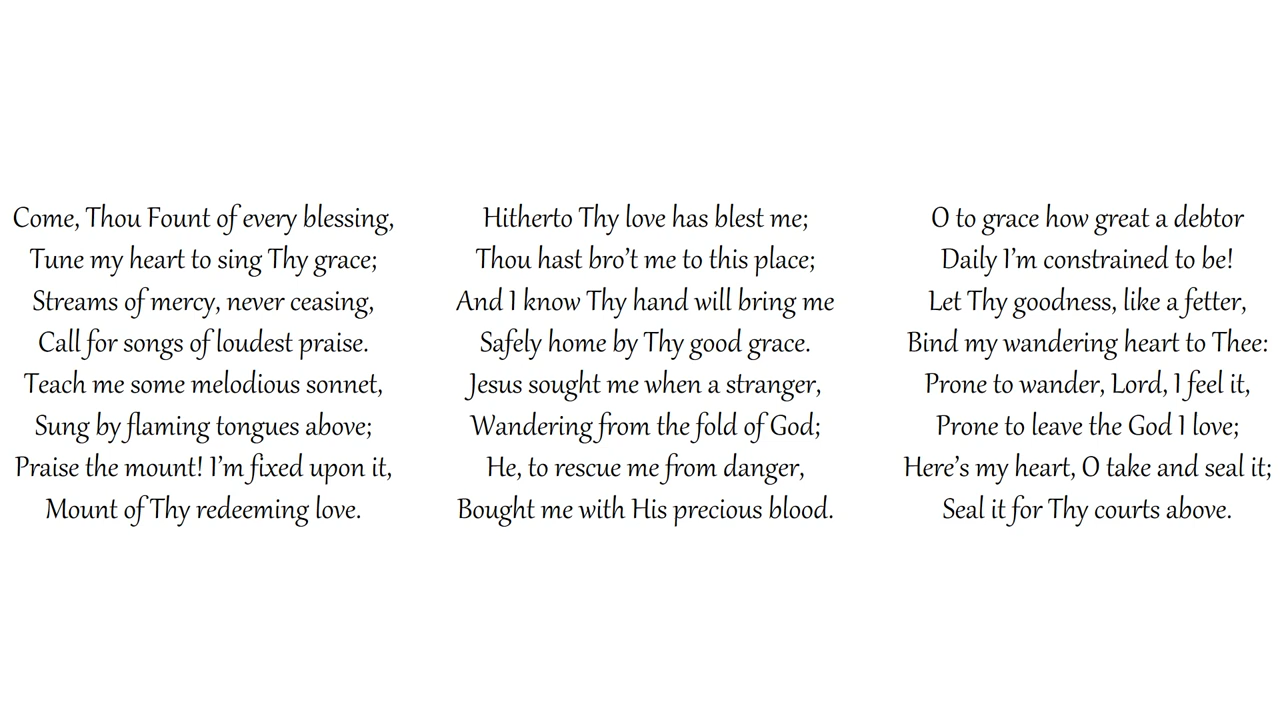 Come, Thou Fount of every blessing,
Tune my heart to sing Thy grace;
Streams of mercy, never ceasing,
Call for songs of loudest praise.
Teach me some melodious sonnet,
Sung by flaming tongues above;
Praise the mount! I’m fixed upon it,
Mount of Thy redeeming love.
Hitherto Thy love has blest me;
Thou hast bro’t me to this place;
And I know Thy hand will bring me
Safely home by Thy good grace.
Jesus sought me when a stranger,
Wandering from the fold of God;
He, to rescue me from danger,
Bought me with His precious blood.
O to grace how great a debtor
Daily I’m constrained to be!
Let Thy goodness, like a fetter,
Bind my wandering heart to Thee:
Prone to wander, Lord, I feel it,
Prone to leave the God I love;
Here’s my heart, O take and seal it;
Seal it for Thy courts above.